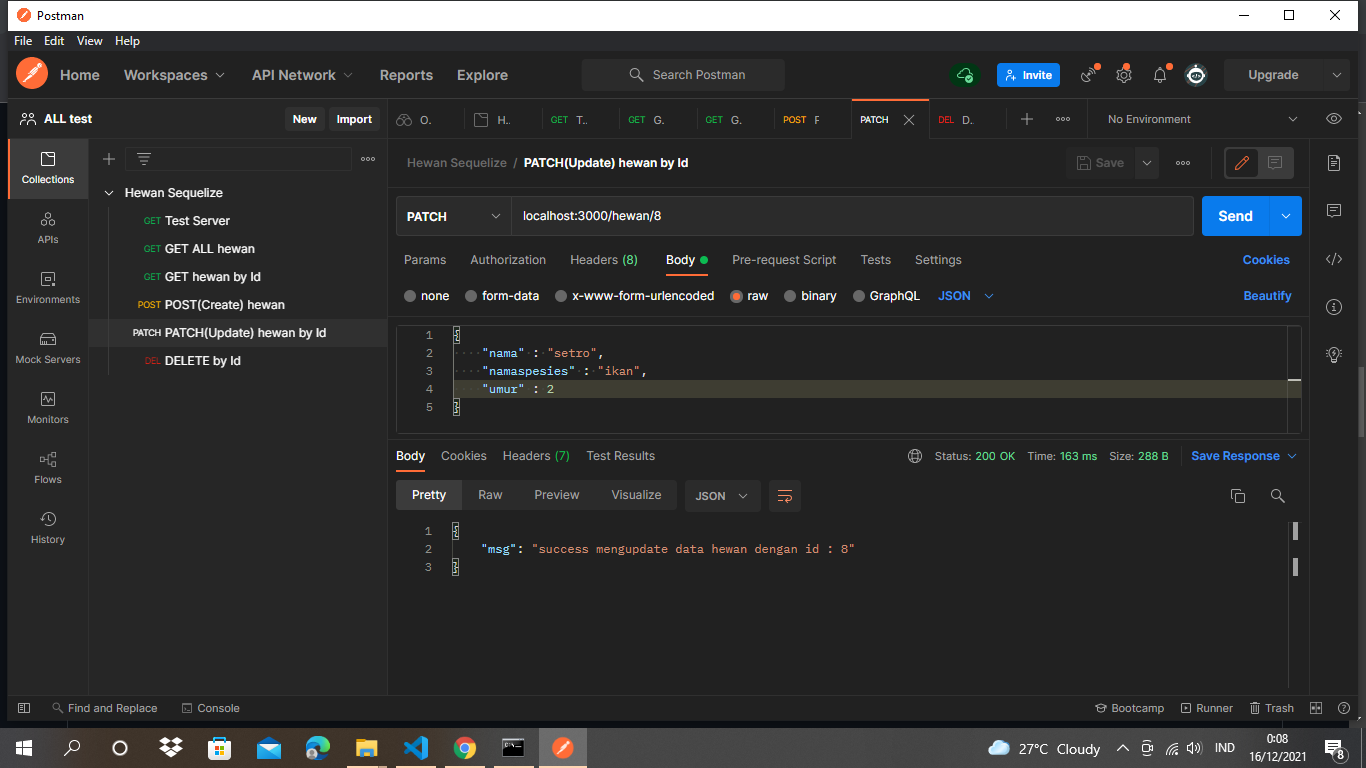 Postman
File Edit View Help
Home Workspaces API Network Reports Explore Search Postman Invite Upgrade
ALL test New Import O. H.. GET T.. GET G. GET G. POST F PATCH DEL D. No Environment
Hewan Sequelize / PATCH(Update) hewan by Id Save
Collections
APIs
Environments
Mock Servers
Monitors
Flows
History
Hewan Sequelize
GET Test Server
GET GET ALL hewan
GET GET hewan by Id
POST POST(Create) hewan
PATCH PATCH(Update) hewan by Id
DEL DELETE by Id
PATCH localhost:3000/hewan/8 Send
Params Authorization Headers (8) Body Pre-request Script Tests Settings Cookies
none form-data x-www-form-urlencoded raw binary GraphQL JSON Beautify
1 {
2 "nama" : "setro",
3 "namaspesies" : "ikan",
4 "umur" : 2
5 }
Body Cookies Headers (7) Test Results Status: 200 OK Time: 163 ms Size: 288 B Save Response
Pretty Raw Preview Visualize JSON
1 {
2 "msg": "success mengupdate data hewan dengan id : 8"
3 }
Find and Replace Console Bootcamp Runner Trash
27°C Cloudy IND 0:08
16/12/2021 8